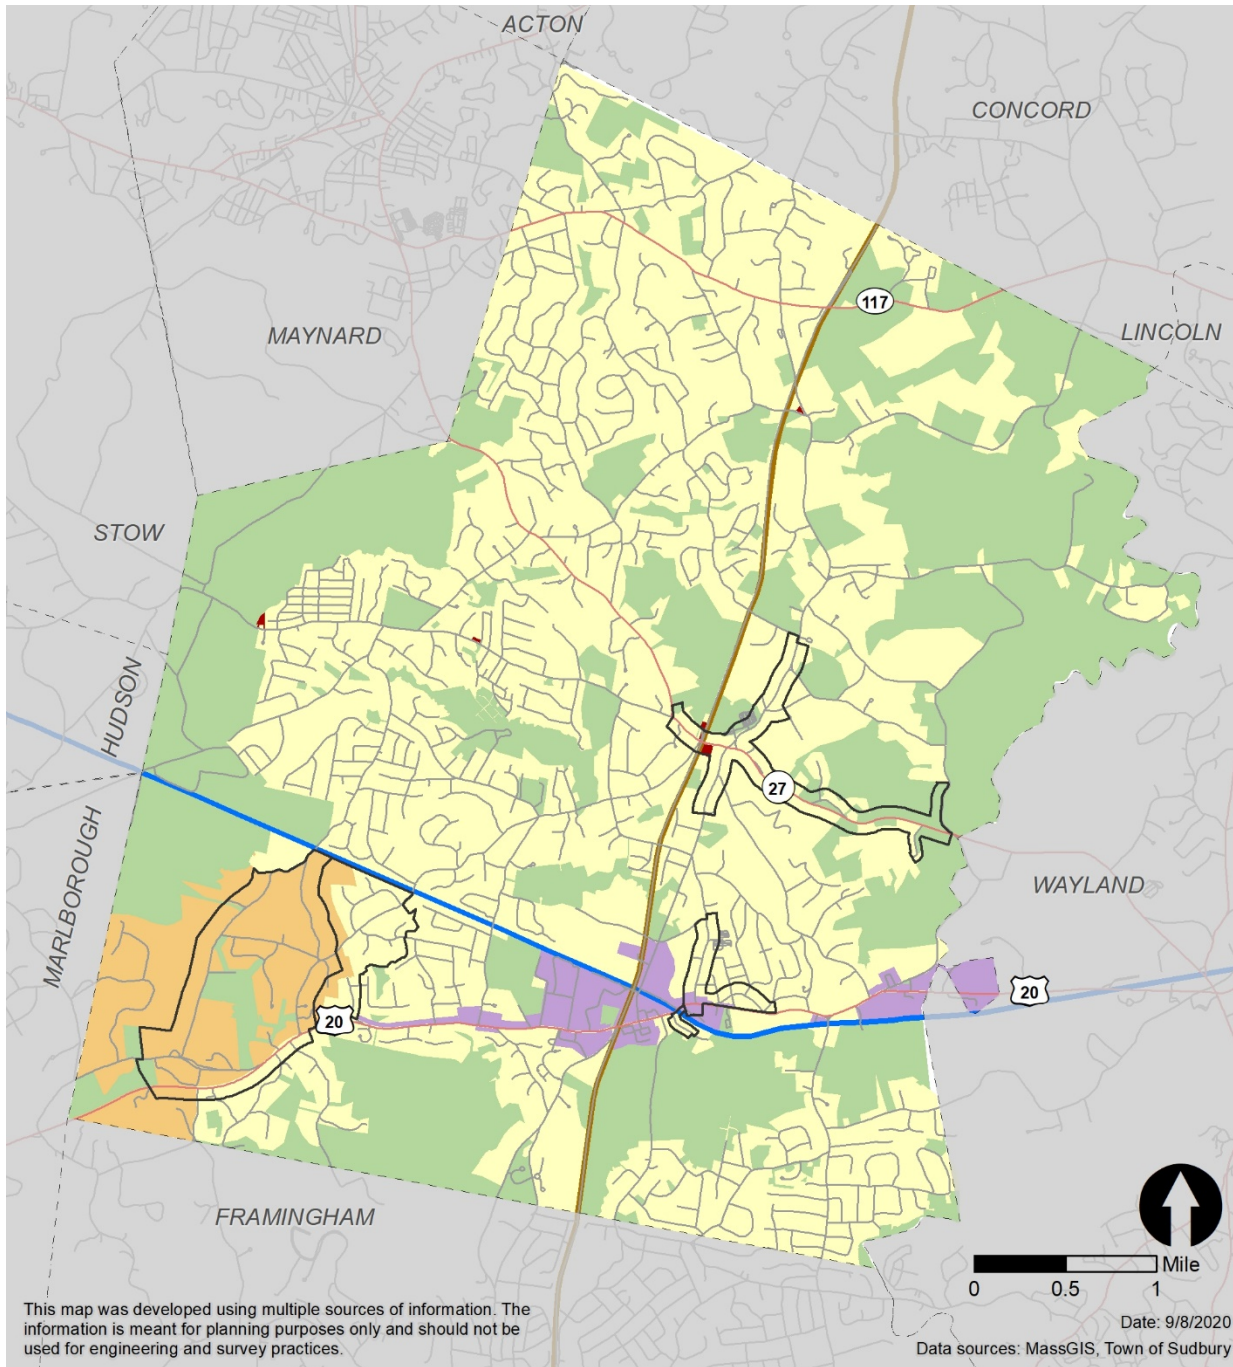 ACTON
CONCORD
117
MAYNARD
LINCOLN
STOW
HUDSON
27
MARLBOROUGH
WAYLAND
20
20
FRAMINGHAM
Mile
0 0.5 1
This map was developed using multiple sources of information. The
information is meant for planning purposes only and should not be
used for engineering and survey practices.
Date: 9/8/2020
Data sources: MassGIS, Town of Sudbury